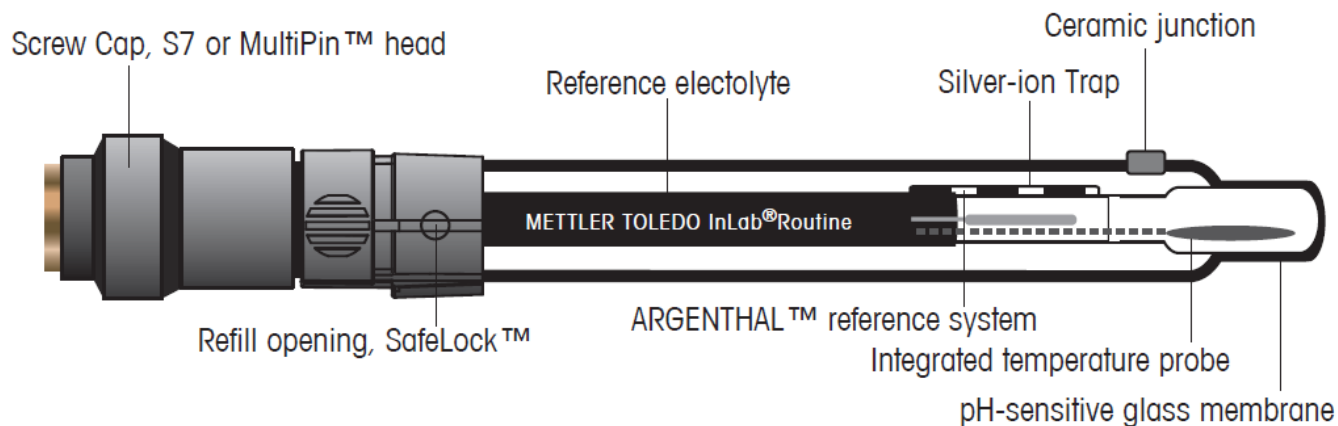 Ceramic junction
Screw Cap, S7 or MultiPin™ head
Reference electolyte
Silver-ion Trap
METTLER TOLEDO InLab®Routine
ARGENTHAL™ reference system
Refill opening, SafeLock™
Integrated temperature probe
pH-sensitive glass membrane